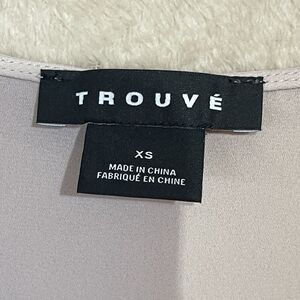 TROUVÉ
XS
MADE IN CHINA
FABRIQUÉ EN CHINE